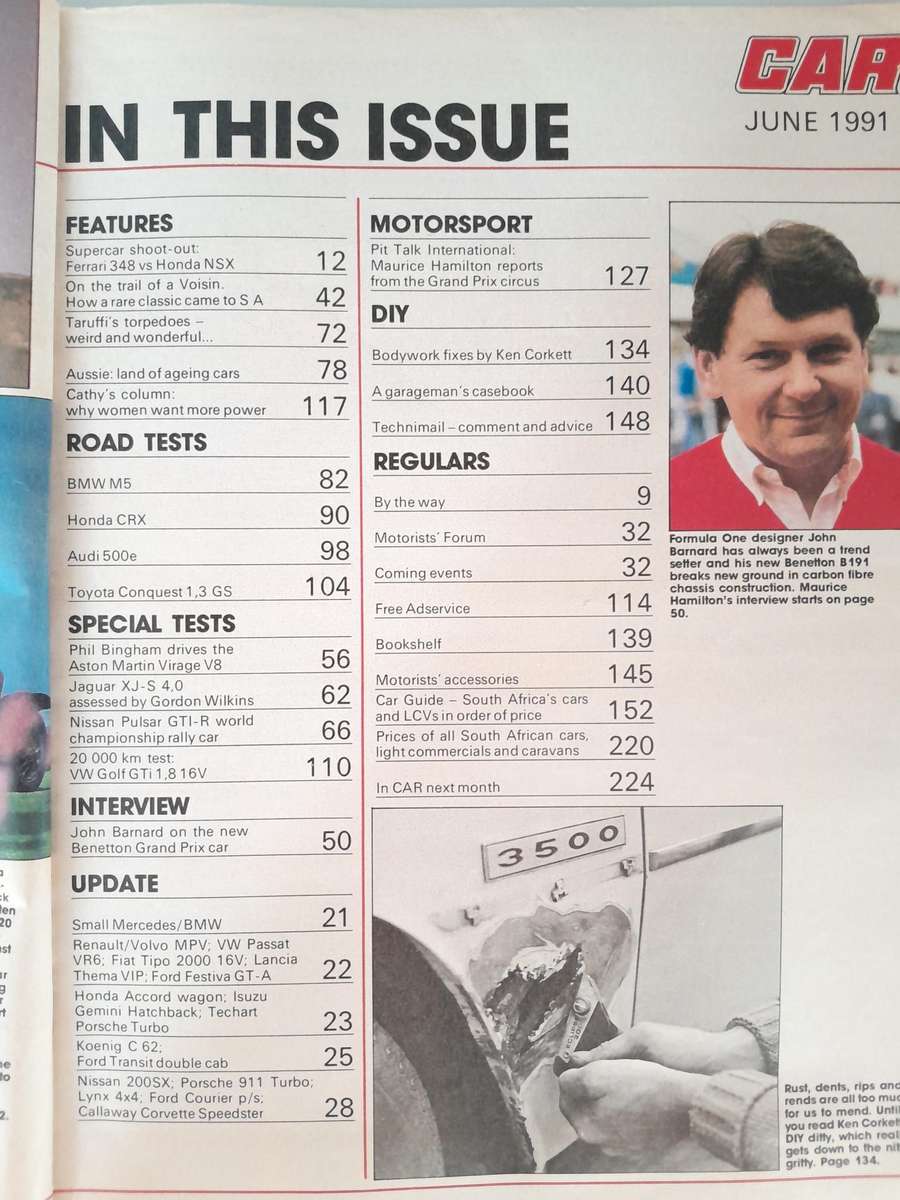 CAR
JUNE 1991
IN THIS ISSUE
FEATURES
Supercar shoot-out:
Ferrari 348 vs Honda NSX 12
On the trail of a Voisin.
How a rare classic came to S A 42
Taruffi's torpedoes –
weird and wonderful... 72
Aussie: land of ageing cars 78
Cathy's column:
why women want more power 117
ROAD TESTS
BMW M5 82
Honda CRX 90
Audi 500e 98
Toyota Conquest 1,3 GS 104
SPECIAL TESTS
Phil Bingham drives the
Aston Martin Virage V8 56
Jaguar XJ-S 4,0
assessed by Gordon Wilkins 62
Nissan Pulsar GTI-R world
championship rally car 66
20 000 km test:
VW Golf GTi 1,8 16V 110
INTERVIEW
John Barnard on the new
Benetton Grand Prix car 50
UPDATE
Small Mercedes/BMW 21
Renault/Volvo MPV; VW Passat
VR6; Fiat Tipo 2000 16V; Lancia
Thema VIP; Ford Festiva GT-A 22
Honda Accord wagon; Isuzu
Gemini Hatchback; Techart
Porsche Turbo 23
Koenig C 62;
Ford Transit double cab 25
Nissan 200SX; Porsche 911 Turbo;
Lynx 4x4; Ford Courier p/s;
Callaway Corvette Speedster 28
MOTORSPORT
Pit Talk International:
Maurice Hamilton reports
from the Grand Prix circus 127
DIY
Bodywork fixes by Ken Corkett 134
A garageman's casebook 140
Technimail – comment and advice 148
REGULARS
By the way 9
Motorists' Forum 32
Coming events 32
Free Adservice 114
Bookshelf 139
Motorists' accessories 145
Car Guide – South Africa's cars
and LCVs in order of price 152
Prices of all South African cars,
light commercials and caravans 220
In CAR next month 224
Formula One designer John
Barnard has always been a trend
setter and his new Benetton B191
breaks new ground in carbon fibre
chassis construction. Maurice
Hamilton's interview starts on page
50.
3500
Rust, dents, rips and
rends are all too muc
for us to mend. Until
you read Ken Corkett
DIY ditty, which real
gets down to the nit
gritty. Page 134.